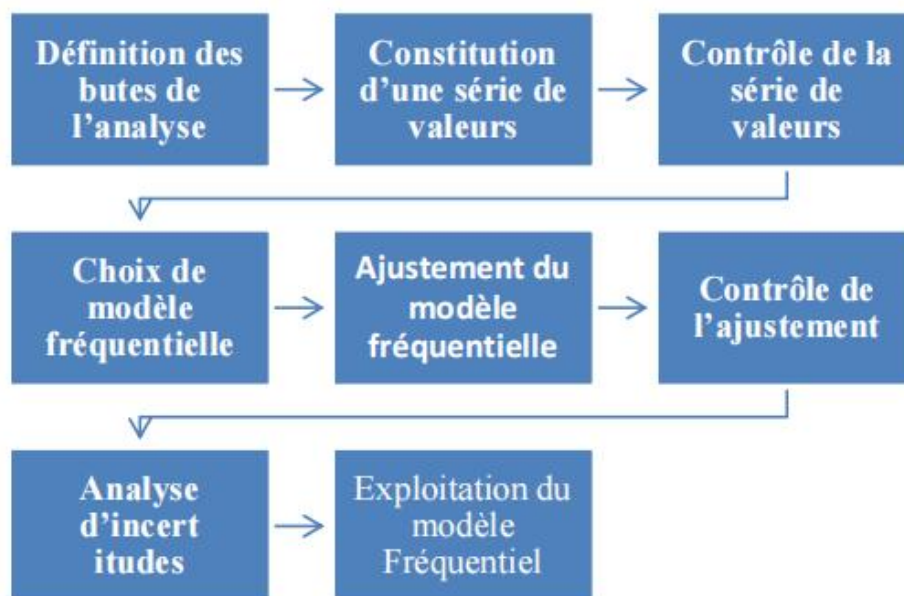 Définition des
butes de
l’analyse
Constitution
d’une série de
valeurs
Contrôle de la
série de
valeurs
Choix de
modèle
fréquentielle
Ajustement du
modèle
fréquentielle
Contrôle de
l’ajustement
Analyse
d’incert
itudes
Exploitation du
modèle
Fréquentiel